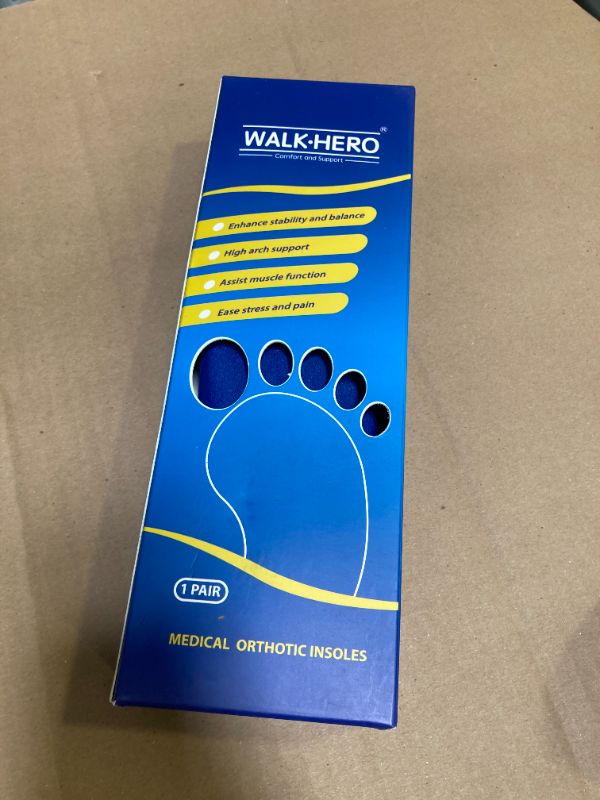 WALK·HERO®
Comfort and Support
Enhance stability and balance
High arch support
Assist muscle function
Ease stress and pain
1 PAIR
MEDICAL ORTHOTIC INSOLES